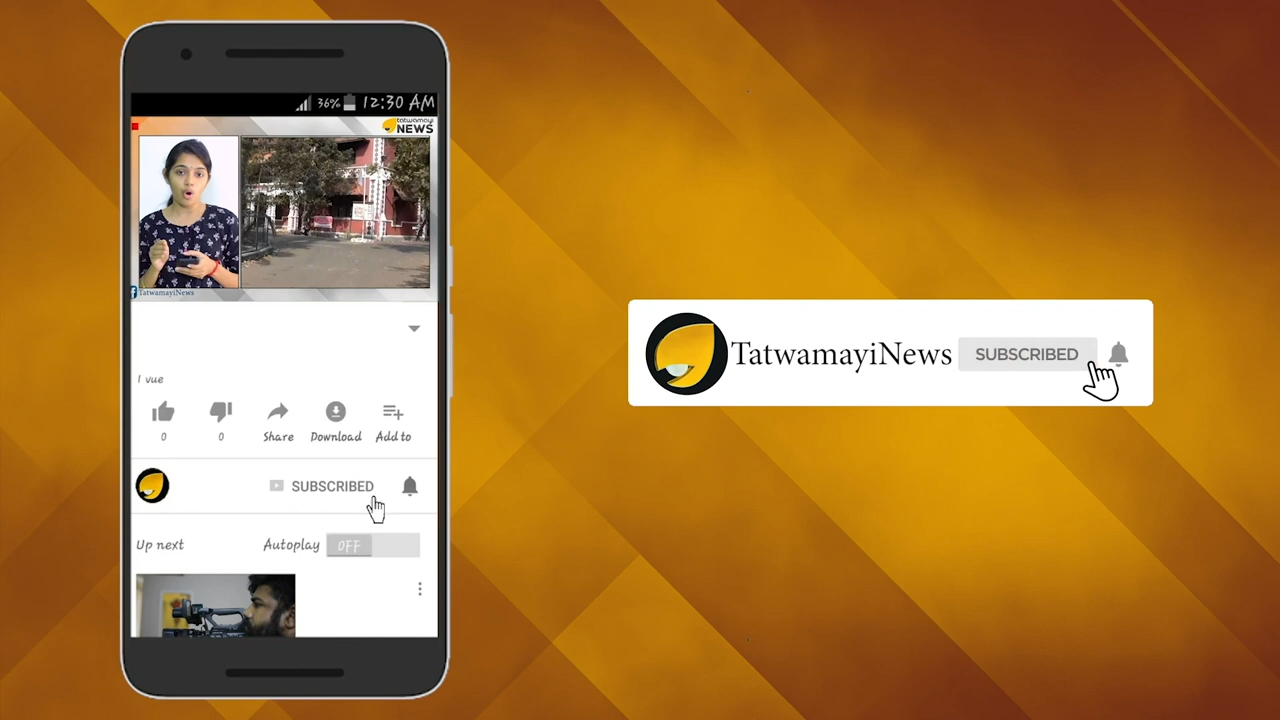 36% 12:30 AM
tatwamayi
NEWS
TatwamayiNews
1 vue
0 0 Share Download Add to
SUBSCRIBED
Up next Autoplay OFF
TatwamayiNews SUBSCRIBED